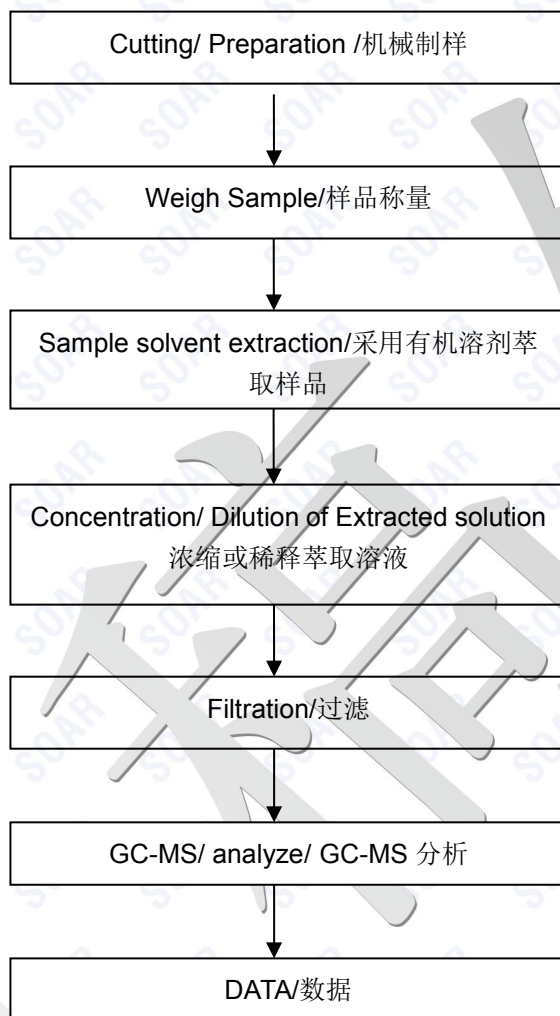 Cutting/ Preparation /机械制样
Weigh Sample/样品称量
Sample solvent extraction/采用有机溶剂萃
取样品
Concentration/ Dilution of Extracted solution
浓缩或稀释萃取溶液
Filtration/过滤
GC-MS/ analyze/ GC-MS 分析
DATA/数据